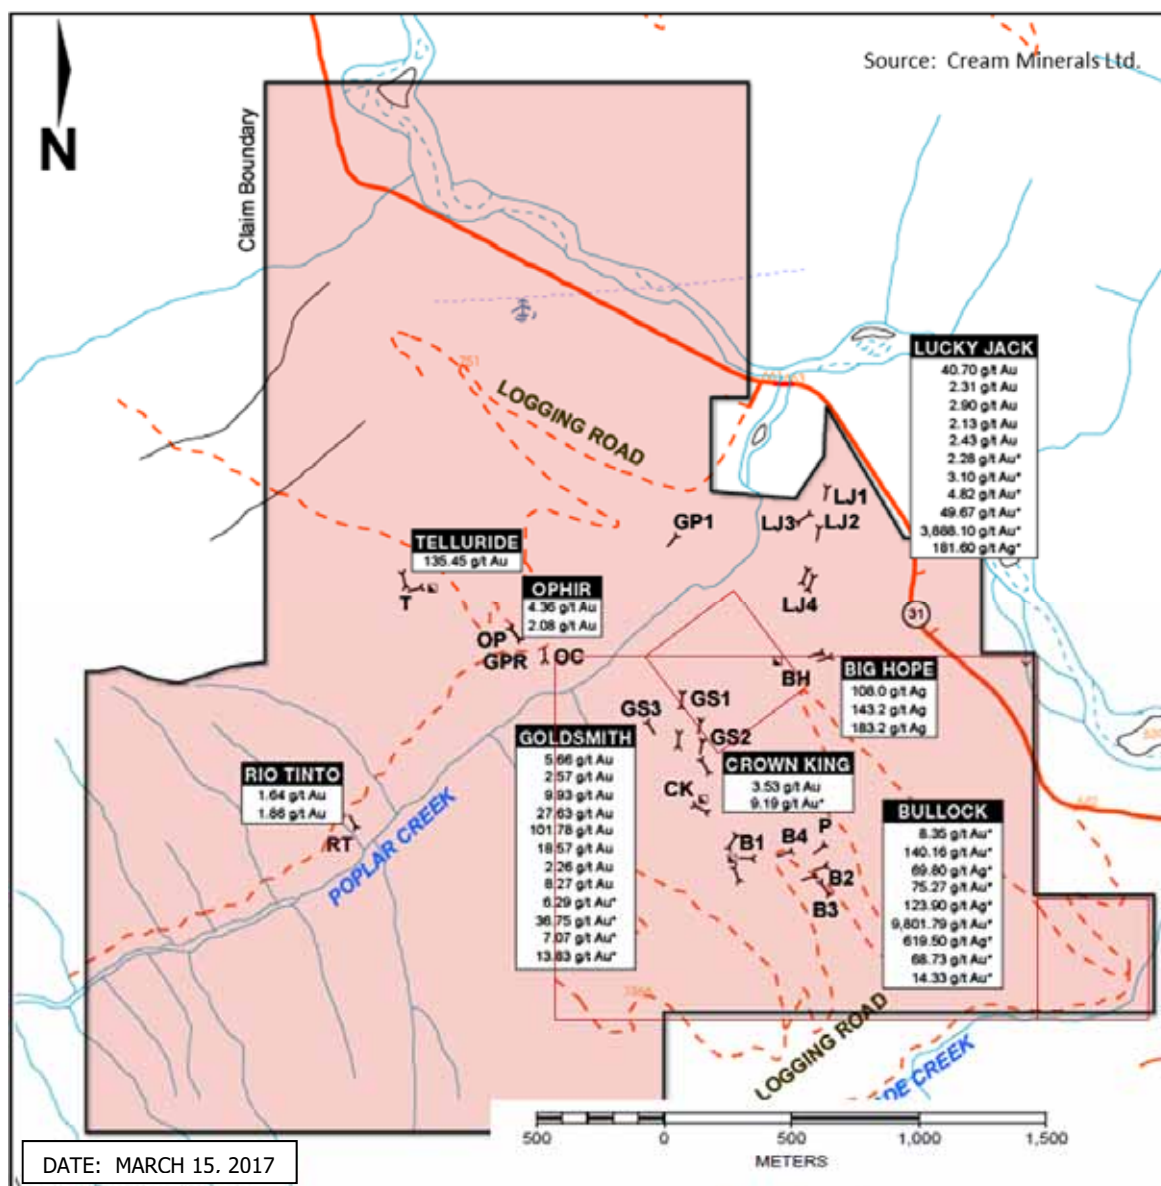 Source: Cream Minerals Ltd.
N
Claim Boundary
751
LOGGING ROAD
LUCKY JACK
40.70 g/t Au
2.31 g/t Au
2.90 g/t Au
2.13 g/t Au
2.43 g/t Au
2.28 g/t Au*
3.10 g/t Au*
4.82 g/t Au*
49.67 g/t Au*
3,888.10 g/t Au*
181.60 g/t Ag*
LJ1
LJ3
LJ2
GP1
LJ4
31
TELLURIDE
135.45 g/t Au
T
OPHIR
4.36 g/t Au
2.08 g/t Au
OP
GPR
OC
BH
BIG HOPE
108.0 g/t Ag
143.2 g/t Ag
183.2 g/t Ag
GS1
GS3
GS2
GOLDSMITH
5.66 g/t Au
2.57 g/t Au
9.93 g/t Au
27.63 g/t Au
101.78 g/t Au
18.57 g/t Au
2.26 g/t Au
8.27 g/t Au
6.29 g/t Au*
36.75 g/t Au*
7.07 g/t Au*
13.83 g/t Au*
CROWN KING
3.53 g/t Au
9.19 g/t Au*
CK
RIO TINTO
1.64 g/t Au
1.86 g/t Au
RT
POPLAR CREEK
BULLOCK
8.35 g/t Au*
140.16 g/t Au*
69.80 g/t Ag*
75.27 g/t Au*
123.90 g/t Ag*
9,801.79 g/t Au*
619.50 g/t Ag*
68.73 g/t Au*
14.33 g/t Au*
B1
B4
P
B2
B3
LOGGING ROAD
DE CREEK
500
0
500
1,000
1,500
METERS
DATE: MARCH 15, 2017